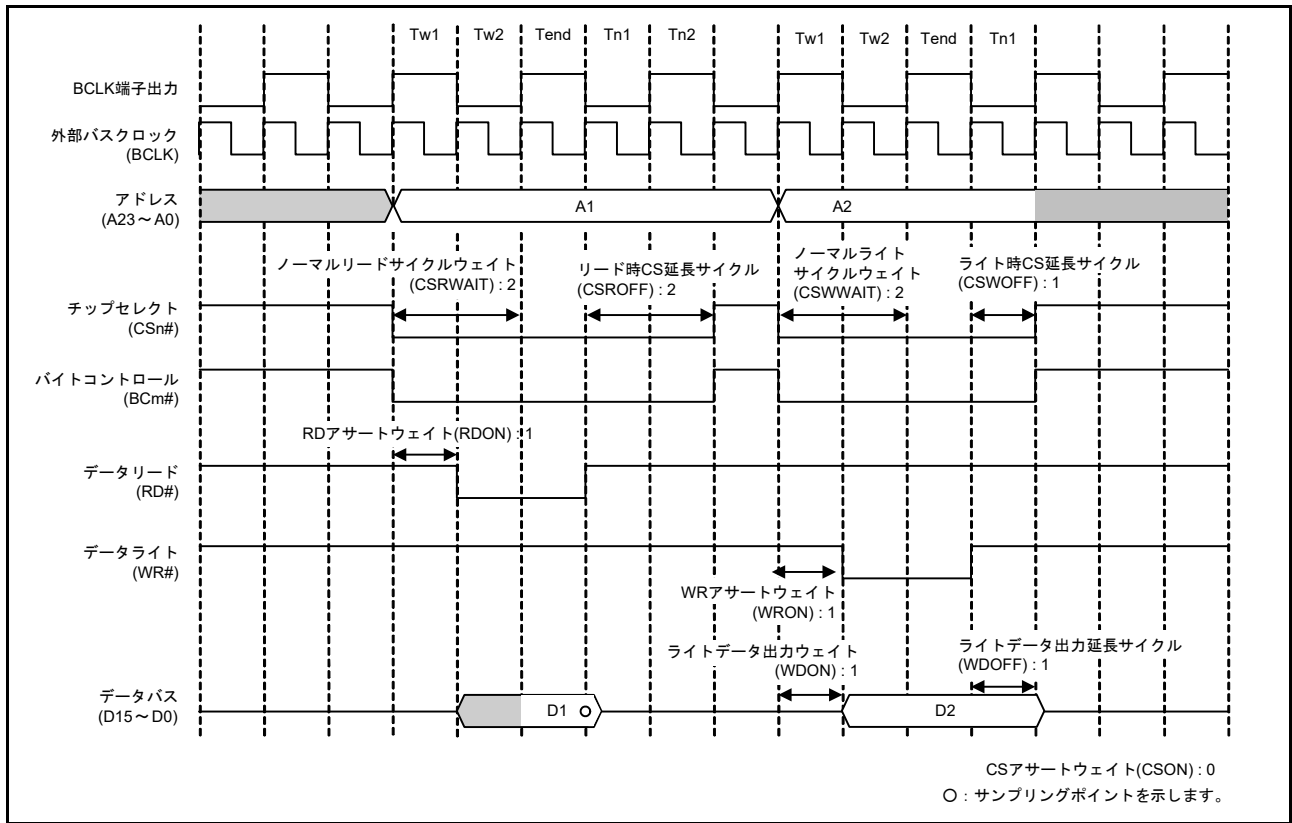 Tw1 Tw2 Tend Tn1 Tn2 Tw1 Tw2 Tend Tn1
BCLK端子出力
外部バスクロック
(BCLK)
アドレス
(A23～A0)
A1 A2
ノーマルリードサイクルウェイト
(CSRWAIT) : 2
リード時CS延長サイクル
(CSROFF) : 2
ノーマルライト
サイクルウェイト
(CSWWAIT) : 2
ライト時CS延長サイクル
(CSWOFF) : 1
チップセレクト
(CSn#)
バイトコントロール
(BCm#)
RDアサートウェイト(RDON) : 1
データリード
(RD#)
データライト
(WR#)
WRアサートウェイト
(WRON) : 1
ライトデータ出力ウェイト
(WDON) : 1
ライトデータ出力延長サイクル
(WDOFF) : 1
データバス
(D15～D0)
D1 D2
CSアサートウェイト(CSON) : 0
○ : サンプリングポイントを示します。